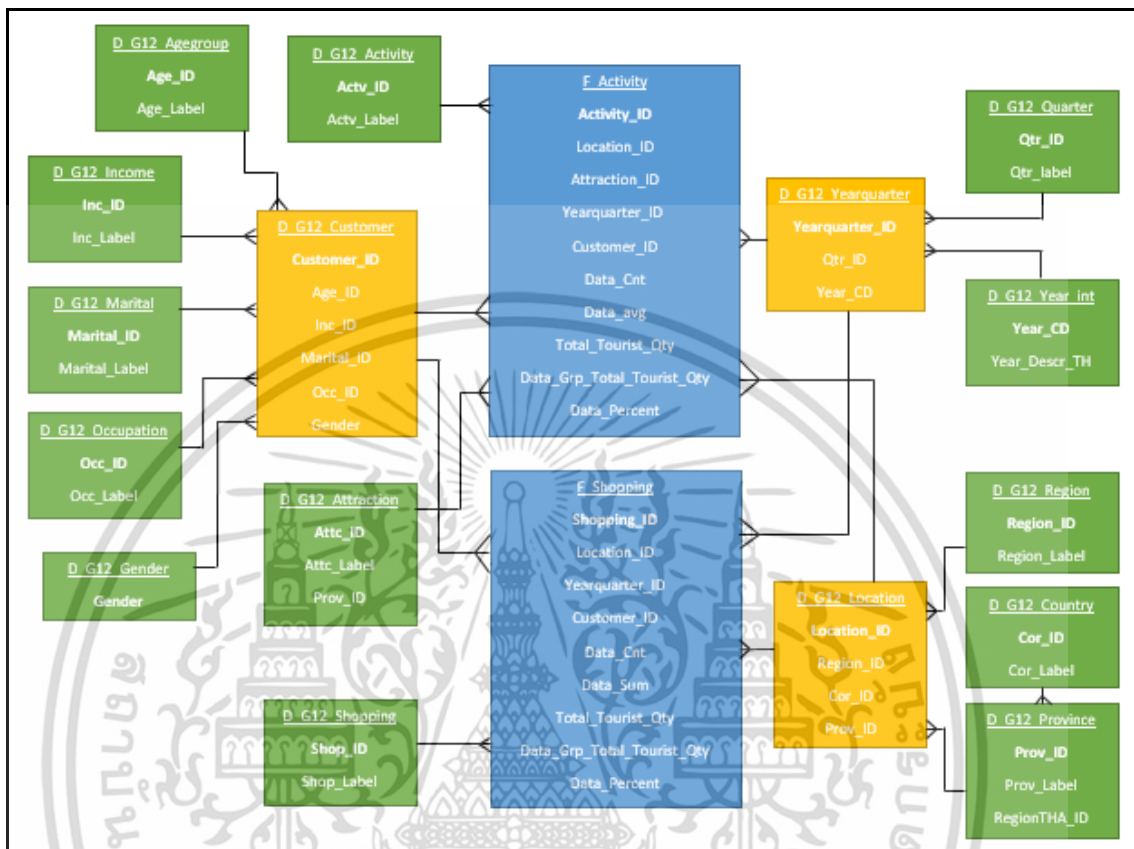 D_G12_Agegroup
Age_ID
Age_Label
D_G12_Activity
Actv_ID
Actv_Label
F_Activity
Activity_ID
Location_ID
Attraction_ID
Yearquarter_ID
Customer_ID
Data_Cnt
Data_avg
Total_Tourist_Qty
Data_Grp_Total_Tourist_Qty
Data_Percent
D_G12_Quarter
Qtr_ID
Qtr_label
D_G12_Income
Inc_ID
Inc_Label
D_G12_Customer
Customer_ID
Age_ID
Inc_ID
Marital_ID
Occ_ID
Gender
D_G12_Yearquarter
Yearquarter_ID
Qtr_ID
Year_CD
D_G12_Year_int
Year_CD
Year_Descr_TH
D_G12_Marital
Marital_ID
Marital_Label
D_G12_Occupation
Occ_ID
Occ_Label
D_G12_Gender
Gender
D_G12_Attraction
Attc_ID
Attc_Label
Prov_ID
F_Shopping
Shopping_ID
Location_ID
Yearquarter_ID
Customer_ID
Data_Cnt
Data_Sum
Total_Tourist_Qty
Data_Grp_Total_Tourist_Qty
Data_Percent
D_G12_Region
Region_ID
Region_Label
D_G12_Location
Location_ID
Region_ID
Cor_ID
Prov_ID
D_G12_Country
Cor_ID
Cor_Label
D_G12_Shopping
Shop_ID
Shop_Label
D_G12_Province
Prov_ID
Prov_Label
RegionTHA_ID